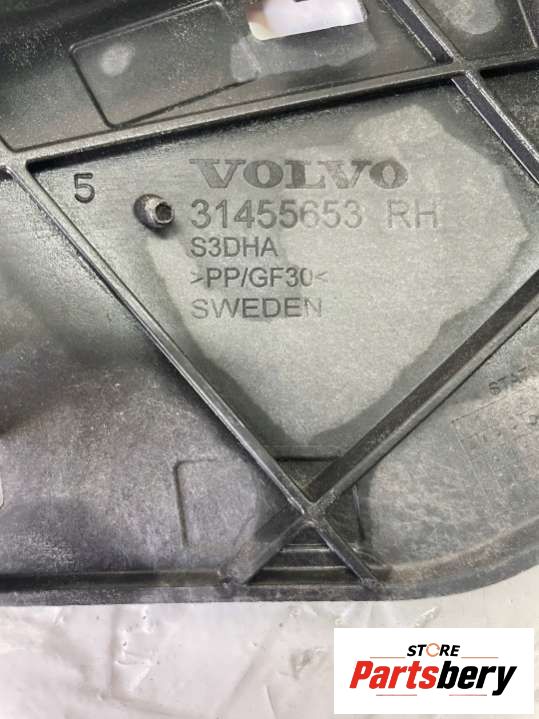 VOLVO
5
31455653 RH
S3DHA
>PP/GF30<
SWEDEN
STORE
Partsbery